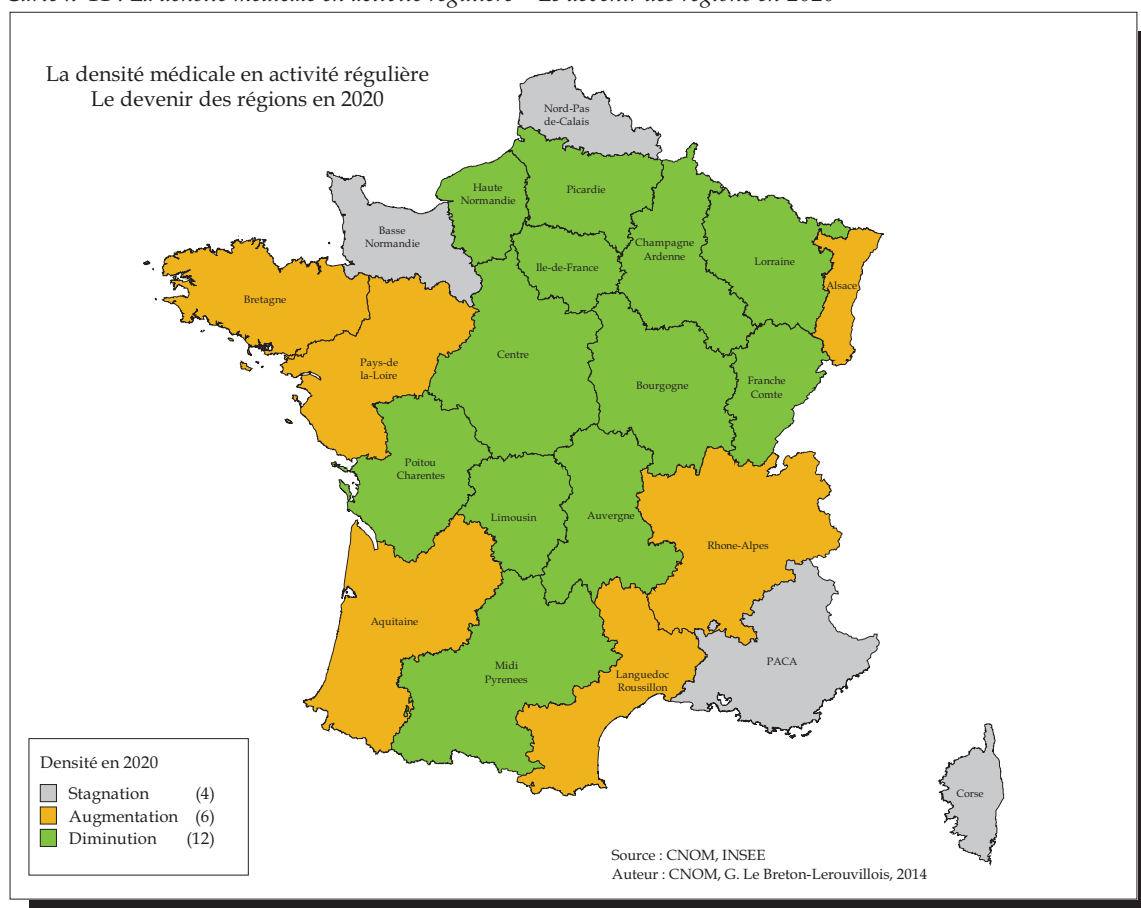 La densité médicale en activité régulière
Le devenir des régions en 2020
Nord-Pas
de-Calais
Haute
Normandie
Picardie
Basse
Normandie
Champagne
Ardenne
Ile-de-France
Lorraine
Alsace
Bretagne
Centre
Pays-de
la-Loire
Bourgogne
Franche
Comte
Poitou
Charentes
Limousin
Auvergne
Rhone-Alpes
Aquitaine
Midi
Pyrenees
Languedoc
Roussillon
PACA
Corse
Densité en 2020
Stagnation (4)
Augmentation (6)
Diminution (12)
Source : CNOM, INSEE
Auteur : CNOM, G. Le Breton-Lerouvillois, 2014